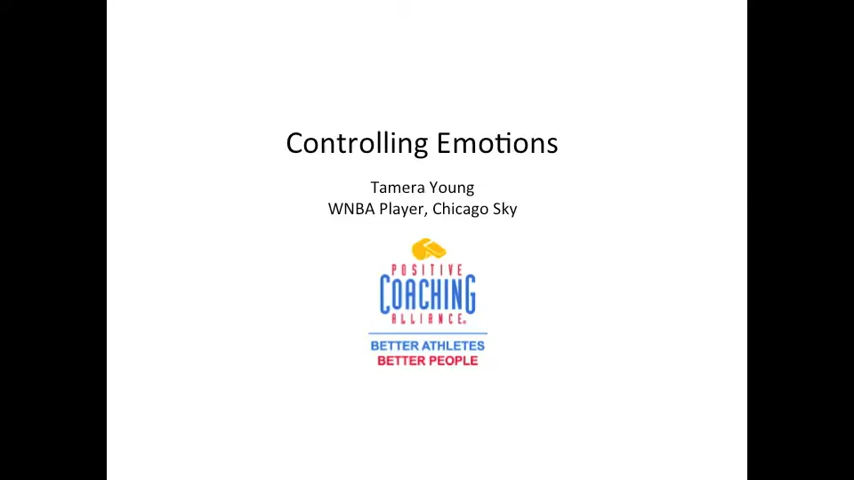 Controlling Emotions
Tamera Young
WNBA Player, Chicago Sky
POSITIVE
COACHING
ALLIANCE®
BETTER ATHLETES
BETTER PEOPLE